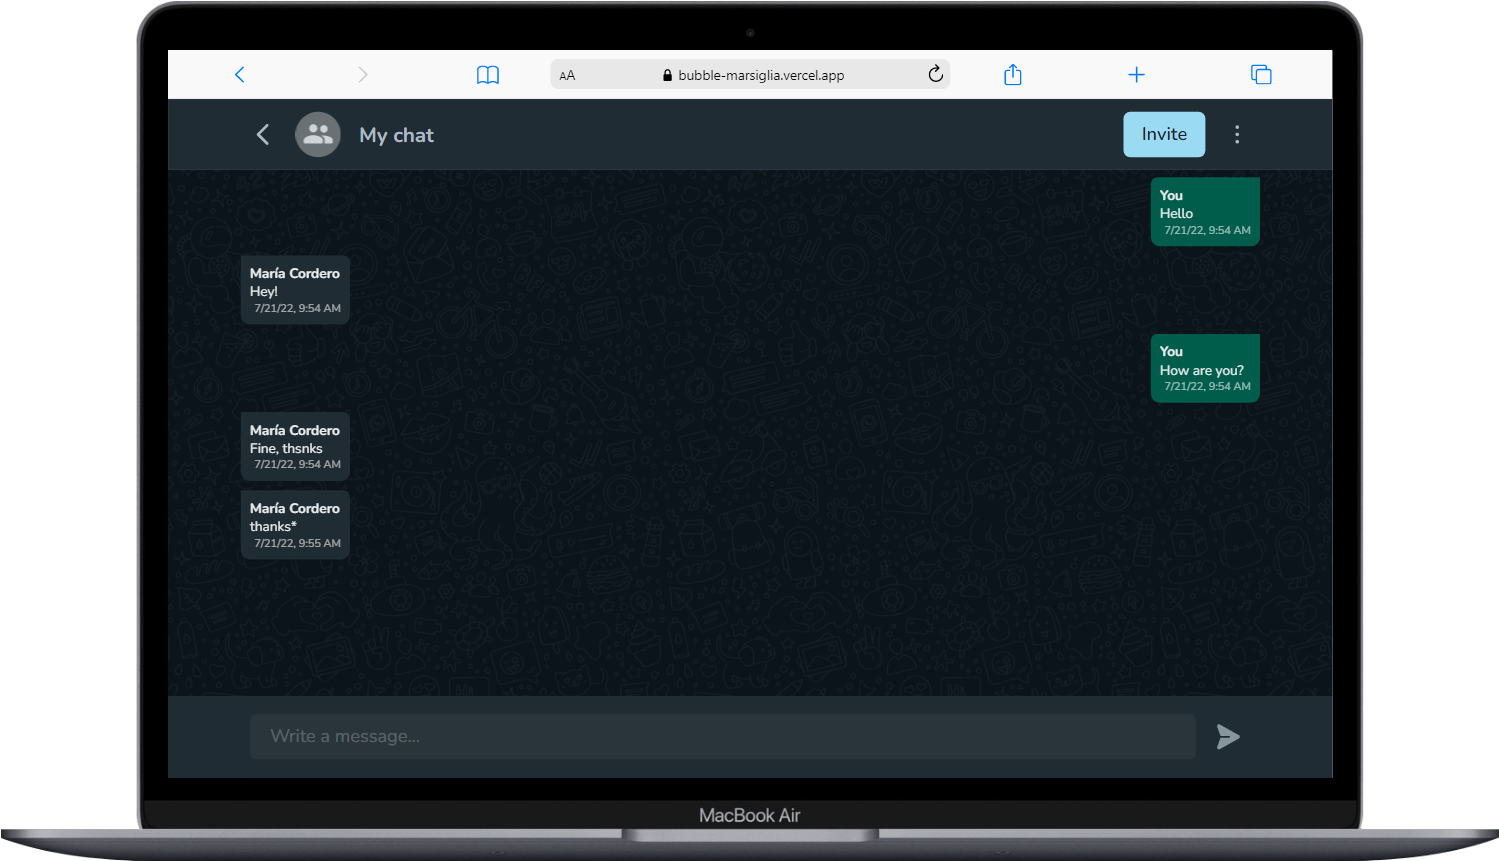 AA bubble-marsiglia.vercel.app
My chat
Invite
You
Hello
7/21/22, 9:54 AM
María Cordero
Hey!
7/21/22, 9:54 AM
You
How are you?
7/21/22, 9:54 AM
María Cordero
Fine, thsnks
7/21/22, 9:54 AM
María Cordero
thanks*
7/21/22, 9:55 AM
Write a message...
MacBook Air